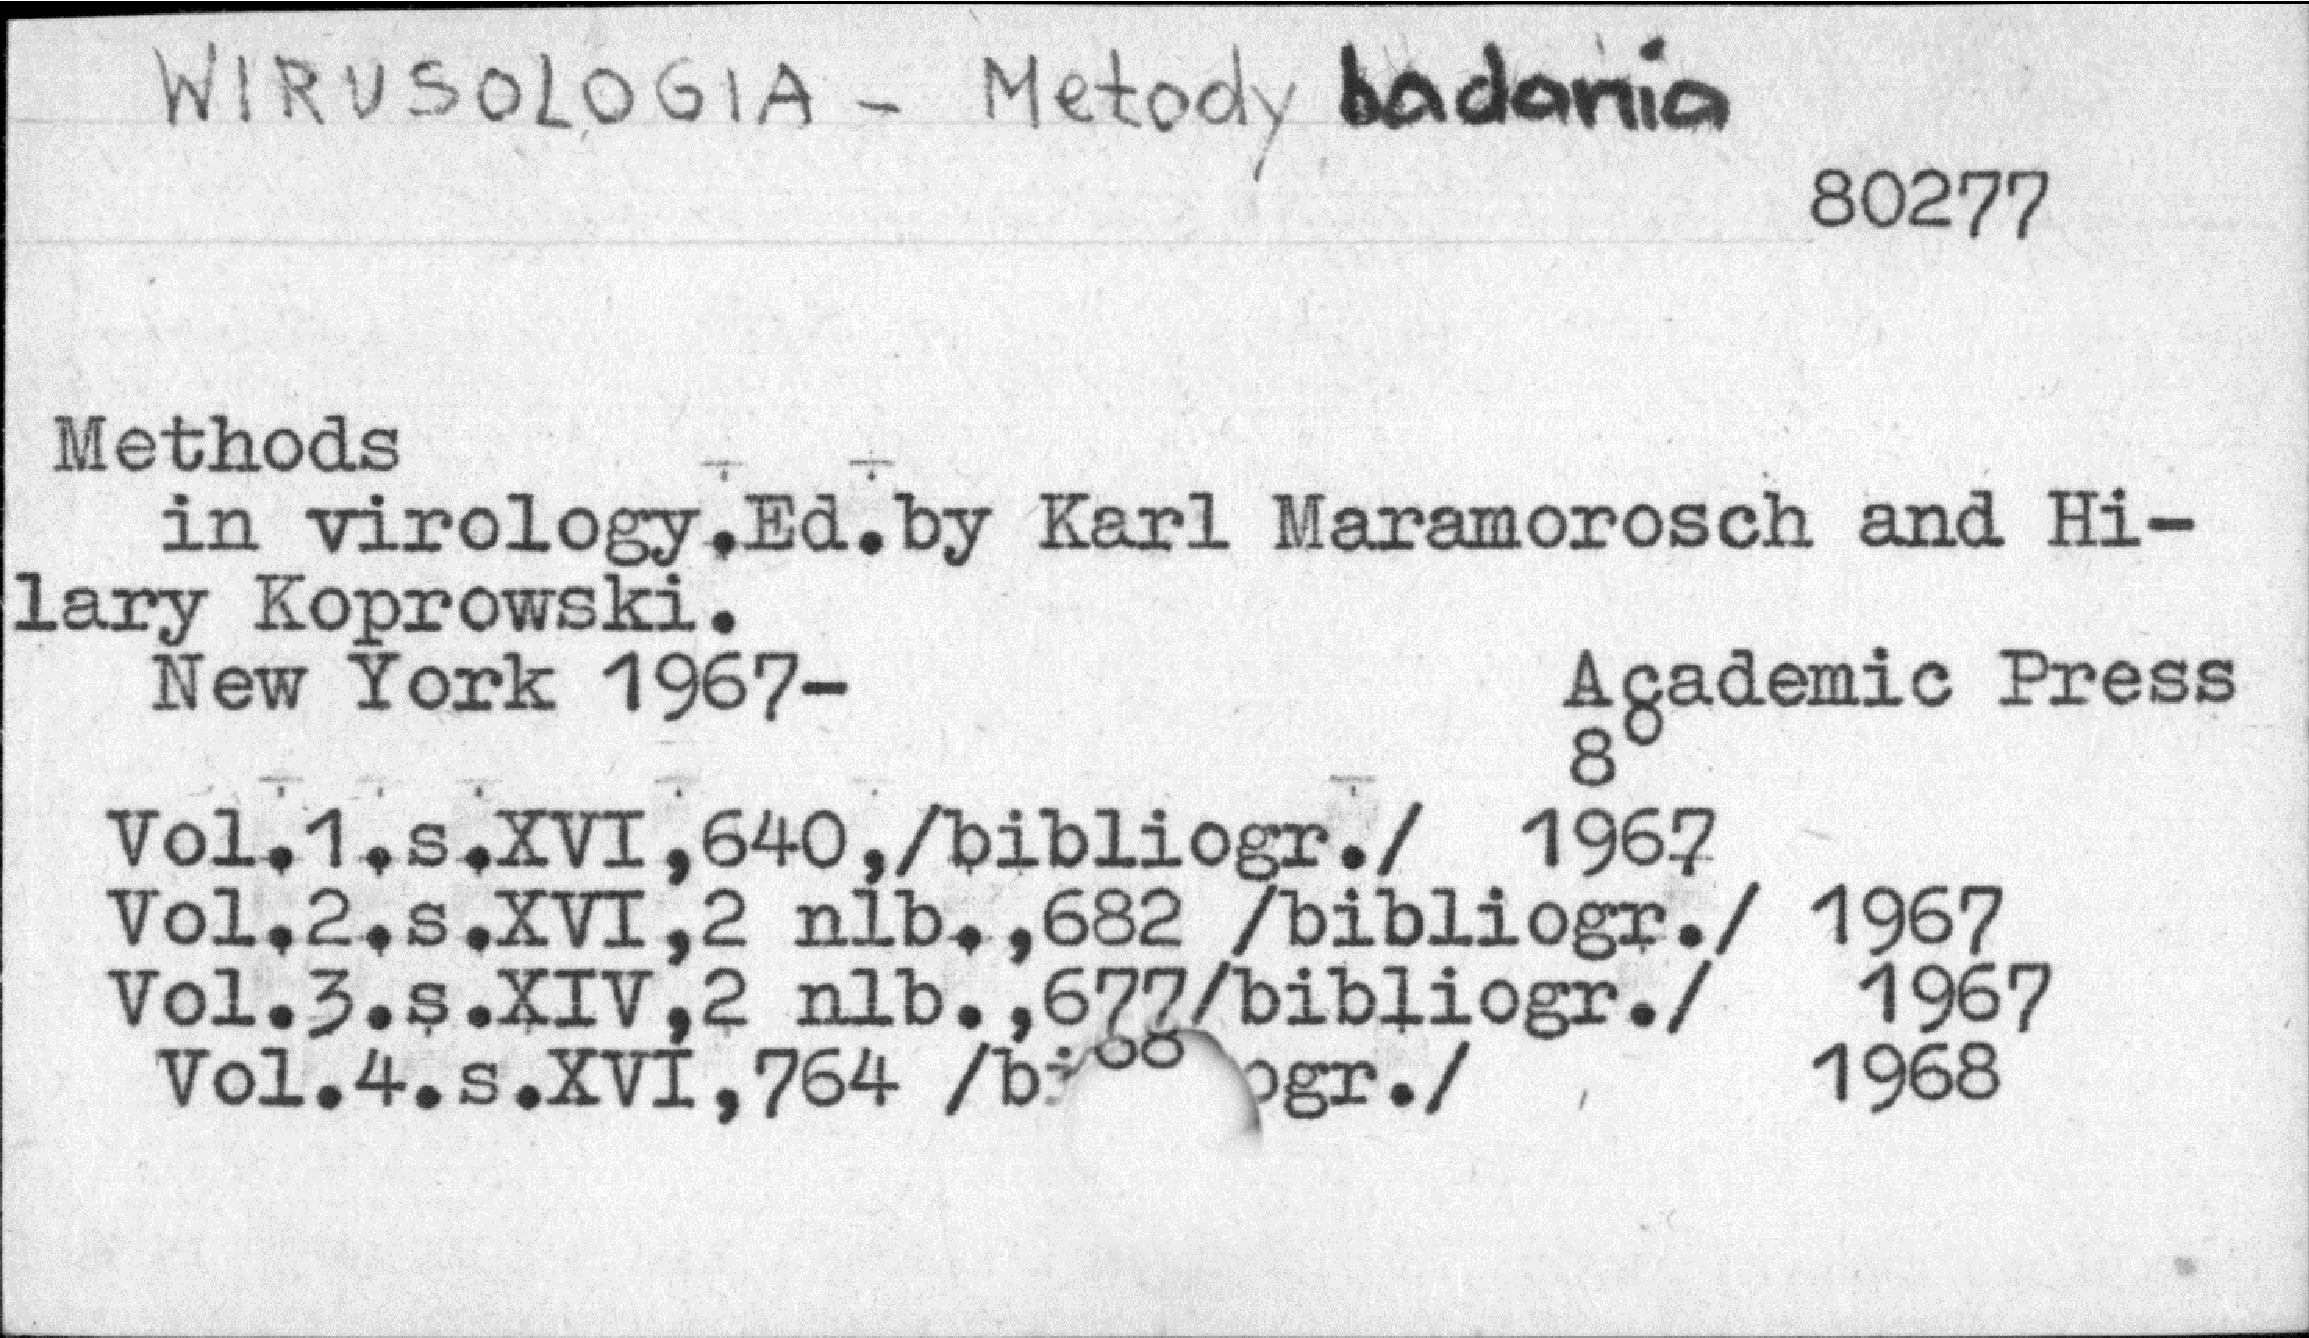 WIRUSOLOGIA - Metody badania
80277
Methods
in virology.Ed.by Karl Maramorosch and Hi-
lary Koprowski.
New York 1967- Academic Press
8o
Vol.1.s.XVI,640,/bibliogr./ 1967
Vol.2.s.XVI,2 nlb.,682 /bibliogr./ 1967
Vol.3.s.XIV,2 nlb.,677/bibliogr./ 1967
Vol.4.s.XVI,764 1968